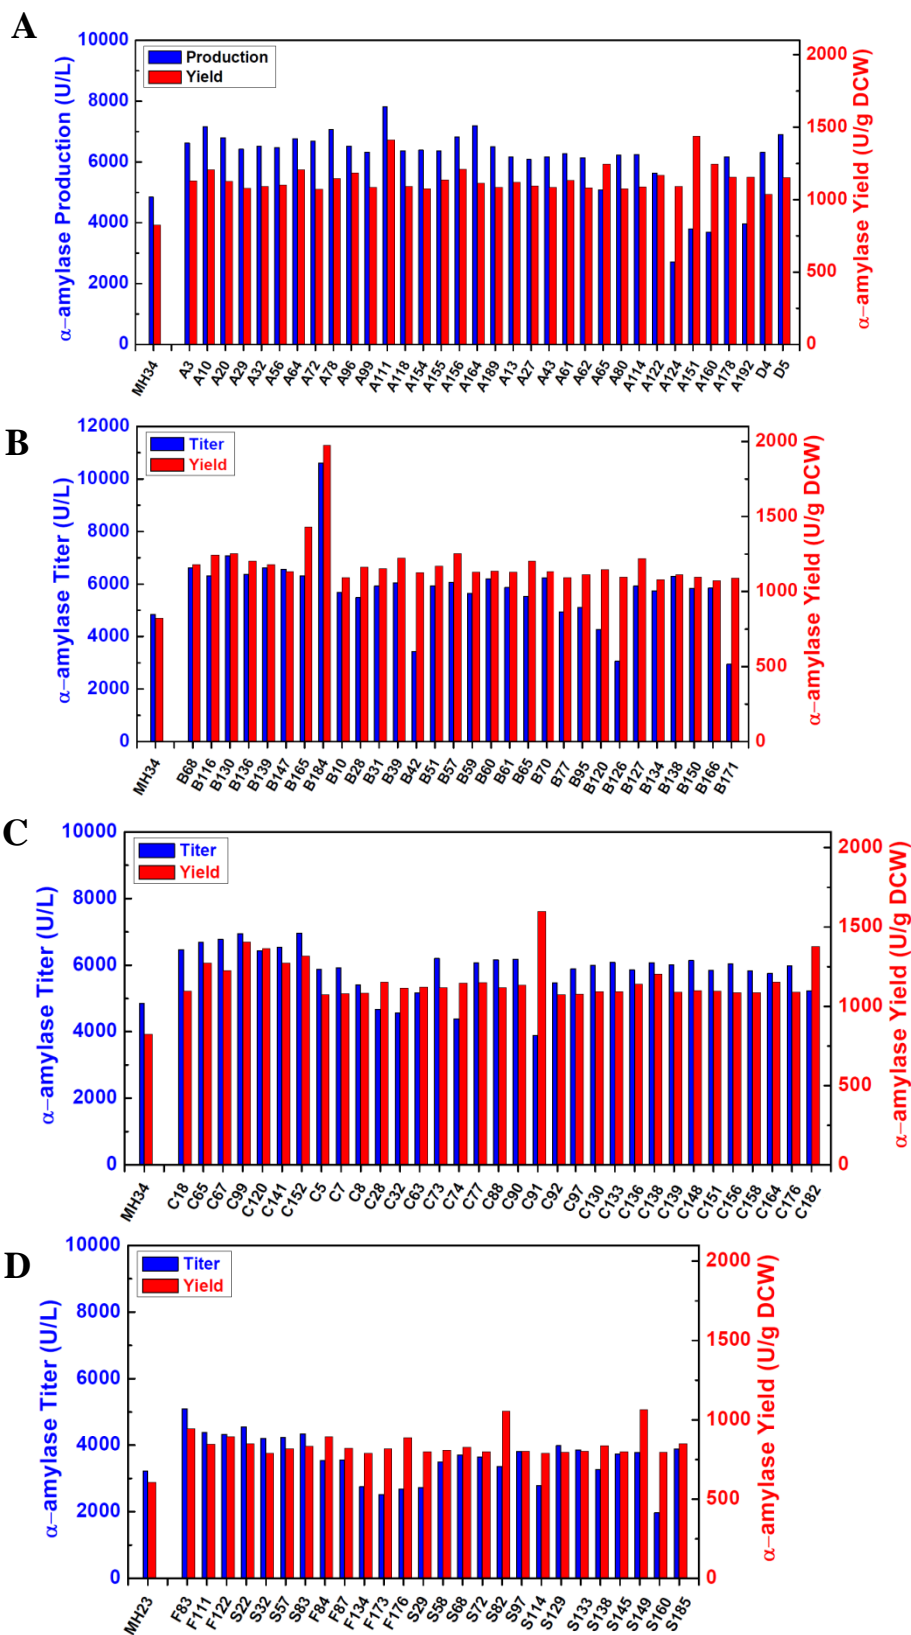 A
α−amylase Production (U/L)
10000
8000
6000
4000
2000
0
Production
Yield
2000
1500
1000
500
0
α−amylase Yield (U/g DCW)
MH34 A3 A10 A20 A29 A32 A56 A64 A72 A78 A96 A99 A111 A118 A154 A155 A156 A164 A189 A13 A27 A43 A61 A62 A65 A80 A114 A122 A124 A151 A160 A178 A192 D4 D5
B
α−amylase Titer (U/L)
12000
10000
8000
6000
4000
2000
0
Titer
Yield
2000
1500
1000
500
0
α−amylase Yield (U/g DCW)
MH34 B68 B116 B130 B136 B139 B147 B165 B184 B10 B28 B31 B39 B42 B51 B57 B59 B60 B61 B65 B70 B77 B95 B120 B126 B127 B134 B138 B150 B166 B171
C
α−amylase Titer (U/L)
10000
8000
6000
4000
2000
0
Titer
Yield
2000
1500
1000
500
0
α−amylase Yield (U/g DCW)
MH34 C18 C65 C67 C99 C120 C141 C152 C5 C7 C8 C28 C32 C63 C73 C74 C77 C88 C90 C91 C92 C97 C130 C133 C136 C138 C139 C148 C151 C156 C158 C164 C176 C182
D
α−amylase Titer (U/L)
10000
8000
6000
4000
2000
0
Titer
Yield
2000
1500
1000
500
0
α−amylase Yield (U/g DCW)
MH23 F83 F111 F122 S22 S32 S57 S83 F84 F87 F134 F173 F176 S29 S58 S68 S72 S82 S97 S114 S129 S133 S138 S145 S149 S160 S185